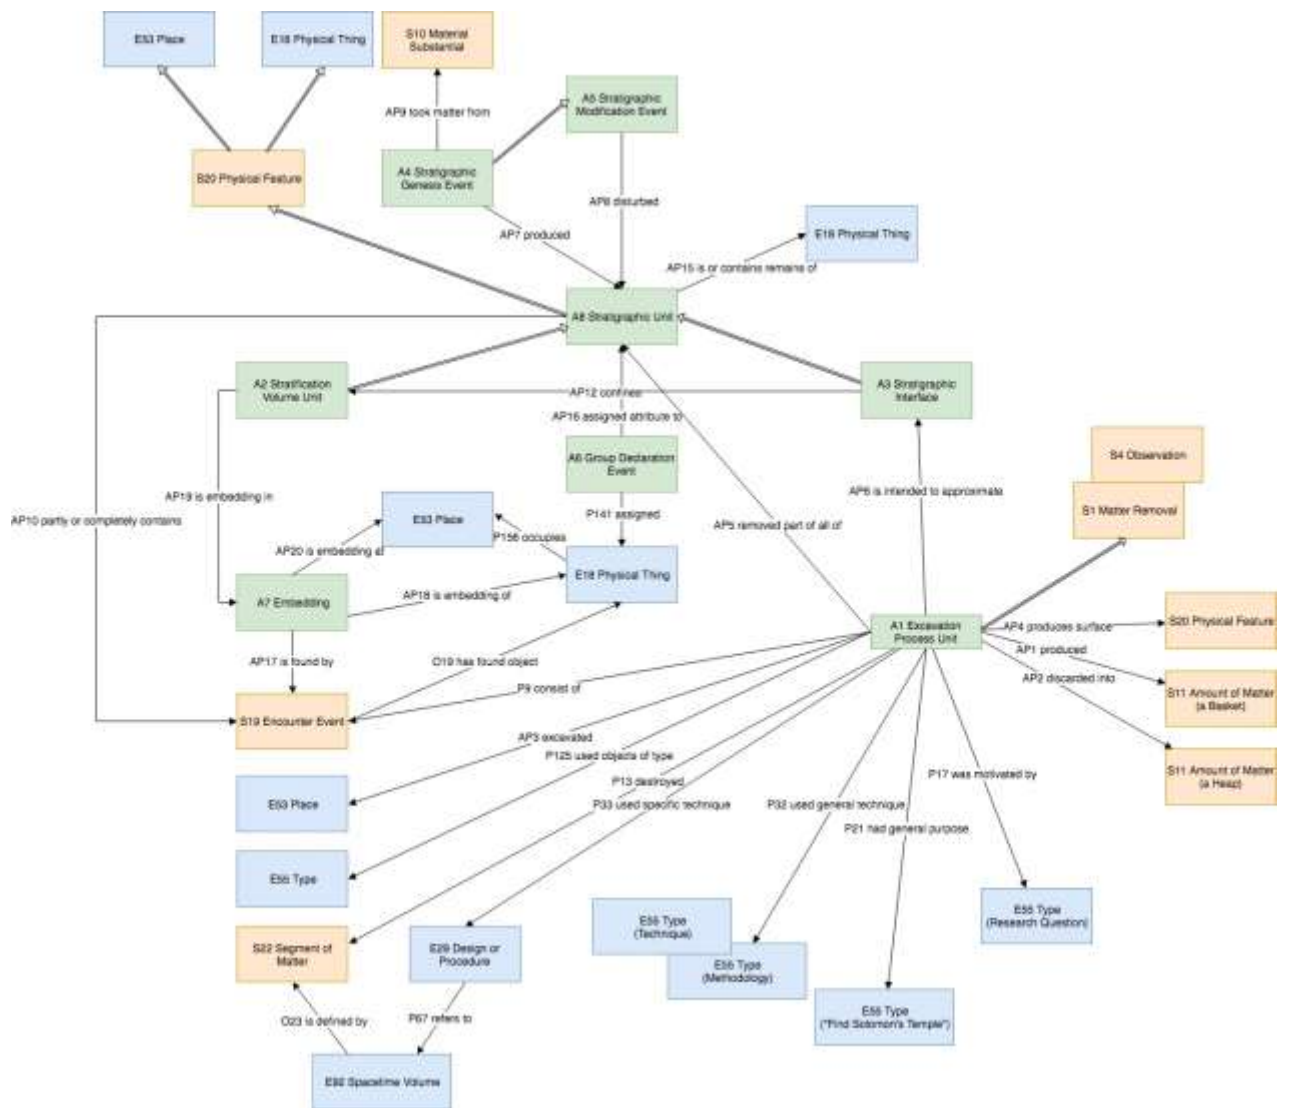 E53 Place
E18 Physical Thing
S10 Material
Substantial
AP9 took matter from
A5 Stratigraphic
Modification Event
S20 Physical Feature
A4 Stratigraphic
Genesis Event
AP8 disturbed
AP7 produced
E18 Physical Thing
AP15 is or contains remains of
A8 Stratigraphic Unit
A2 Stratification
Volume Unit
AP12 confines
A3 Stratigraphic
Interface
AP16 assigned attribute to
A6 Group Declaration
Event
S4 Observation
AP19 is embedding in
AP6 is intended to approximate
S1 Matter Removal
AP10 partly or completely contains
E53 Place
P141 assigned
AP5 removed part of all of
P156 occupies
AP20 is embedding at
E18 Physical Thing
A7 Embedding
AP18 is embedding of
A1 Excavation
Process Unit
AP4 produces surface
S20 Physical Feature
AP17 is found by
O19 has found object
AP1 produced
AP2 discarded into
P9 consist of
S11 Amount of Matter
(a Basket)
S19 Encounter Event
AP3 excavated
P125 used objects of type
P13 destroyed
P17 was motivated by
S11 Amount of Matter
(a Heap)
E53 Place
P33 used specific technique
P32 used general technique
P21 had general purpose
E55 Type
E55 Type
(Technique)
E55 Type
(Research Question)
S22 Segment of
Matter
E29 Design or
Procedure
E55 Type
(Methodology)
E55 Type
("Find Solomon's Temple")
O23 is defined by
P67 refers to
E92 Spacetime Volume